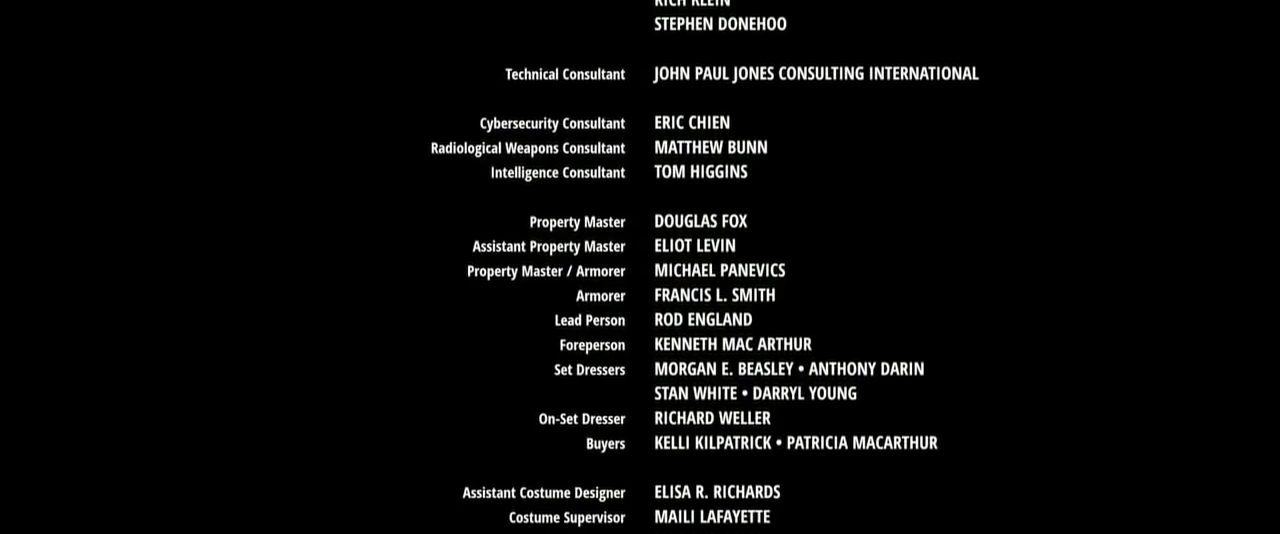 RICH KLEIN
STEPHEN DONEHOO
Technical Consultant JOHN PAUL JONES CONSULTING INTERNATIONAL
Cybersecurity Consultant ERIC CHIEN
Radiological Weapons Consultant MATTHEW BUNN
Intelligence Consultant TOM HIGGINS
Property Master DOUGLAS FOX
Assistant Property Master ELIOT LEVIN
Property Master / Armorer MICHAEL PANEVICS
Armorer FRANCIS L. SMITH
Lead Person ROD ENGLAND
Foreperson KENNETH MAC ARTHUR
Set Dressers MORGAN E. BEASLEY • ANTHONY DARIN
STAN WHITE • DARRYL YOUNG
On-Set Dresser RICHARD WELLER
Buyers KELLI KILPATRICK • PATRICIA MACARTHUR
Assistant Costume Designer ELISA R. RICHARDS
Costume Supervisor MAILI LAFAYETTE